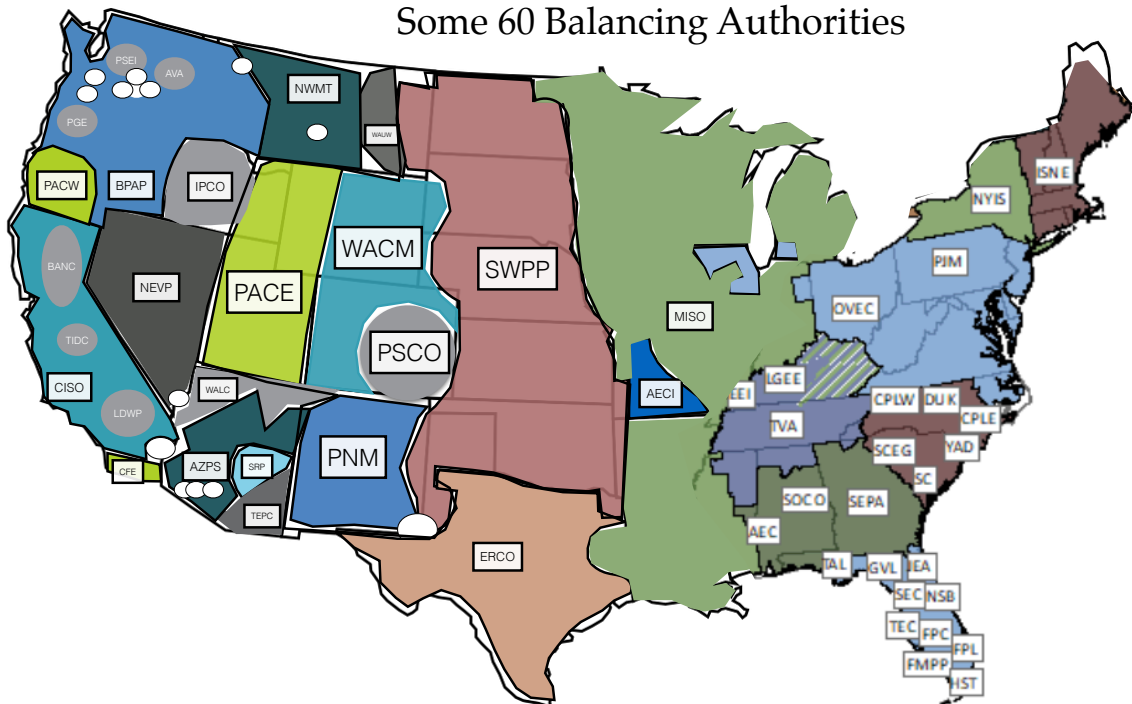 Some 60 Balancing Authorities
PSEI
AVA
NWMT
PGE
WAUW
PACW
BPAP
IPCO
ISNE
NYIS
WACM
BANC
NEVP
PACE
SWPP
PJM
OVEC
MISO
TIDC
PSCO
CISO
WALC
LGEE
AECI
EEI
CPLW
DUK
LDWP
CPLE
TVA
PNM
SCEG
YAD
CFE
AZPS
SRP
SC
SOCO
SEPA
TEPC
AEC
ERCO
TAL
GVL
JEA
SEC
NSB
TEC
FPC
FPL
FMPP
HST